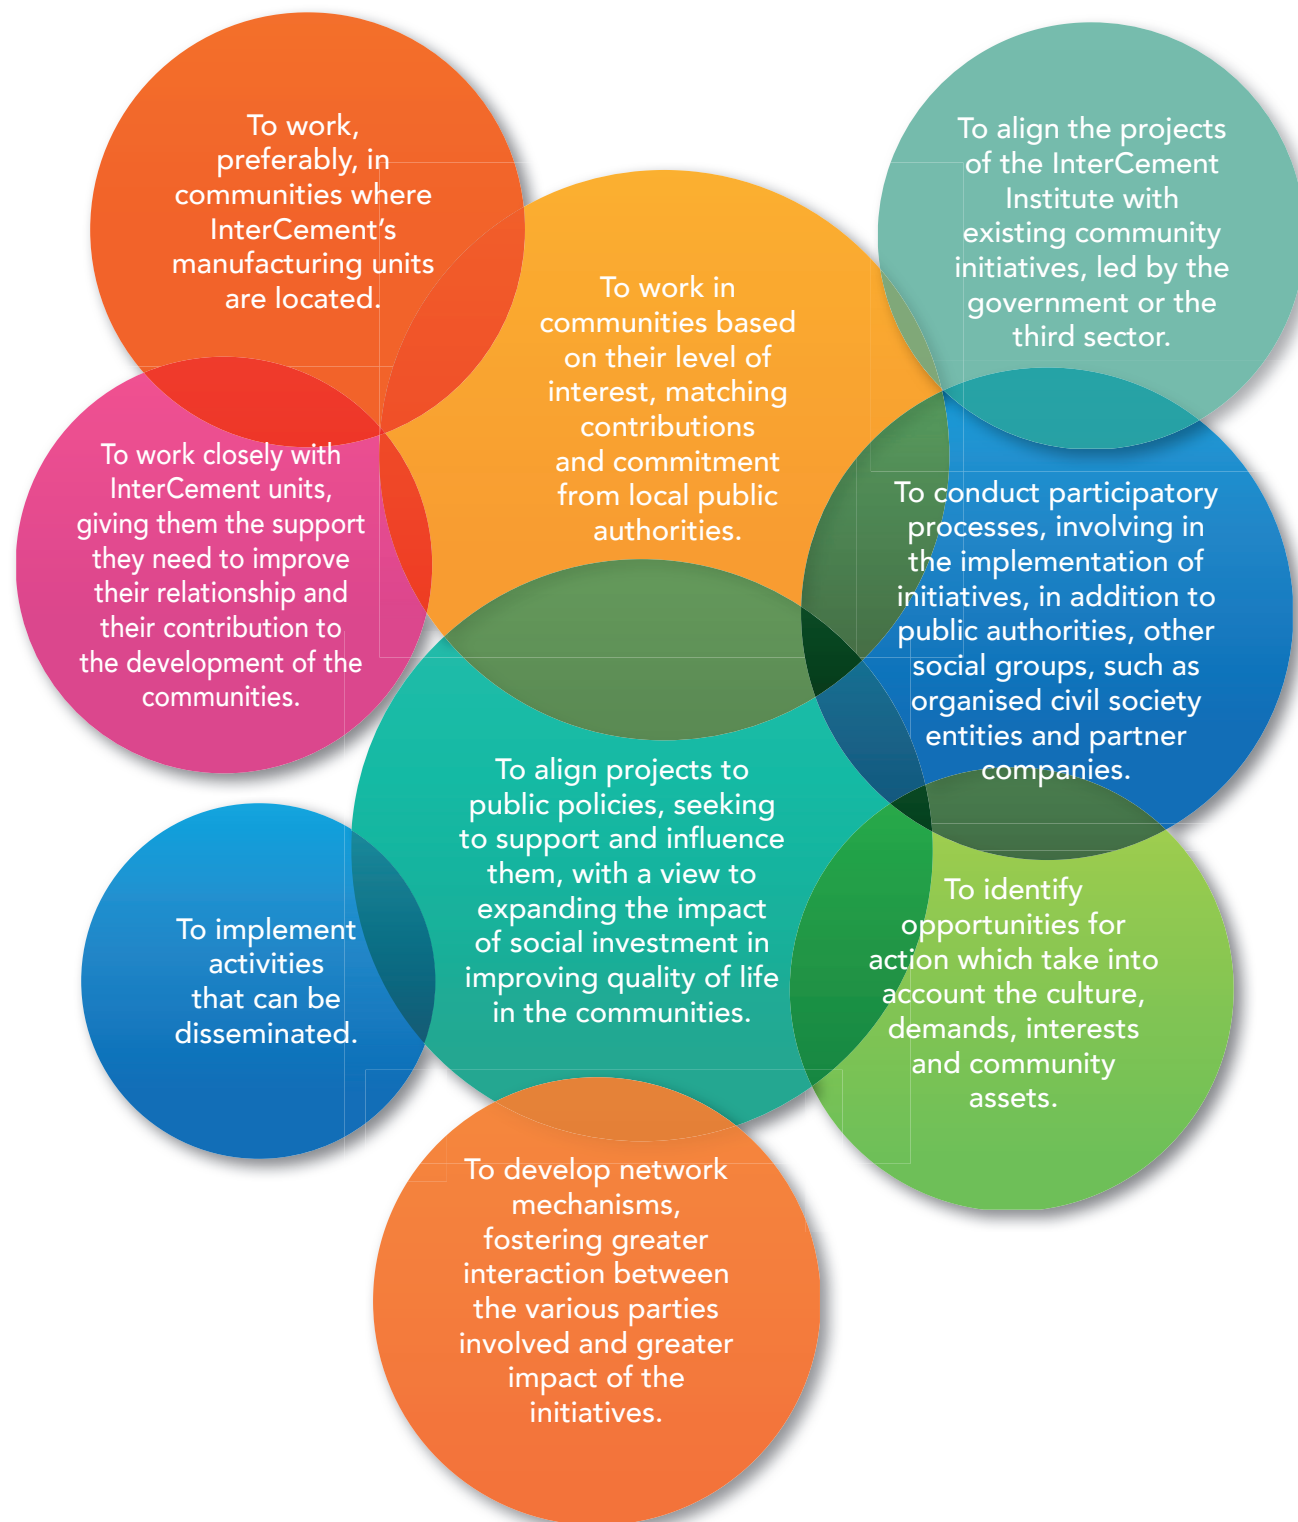 To work,
preferably, in
communities where
InterCement's
manufacturing units
are located.
To align the projects
of the InterCement
Institute with
existing community
initiatives, led by the
government or the
third sector.
To work in
communities based
on their level of
interest, matching
contributions
and commitment
from local public
authorities.
To work closely with
InterCement units,
giving them the support
they need to improve
their relationship and
their contribution to
the development of the
communities.
To conduct participatory
processes, involving in
the implementation of
initiatives, in addition to
public authorities, other
social groups, such as
organised civil society
entities and partner
companies.
To align projects to
public policies, seeking
to support and influence
them, with a view to
expanding the impact
of social investment in
improving quality of life
in the communities.
To implement
activities
that can be
disseminated.
To identify
opportunities for
action which take into
account the culture,
demands, interests
and community
assets.
To develop network
mechanisms,
fostering greater
interaction between
the various parties
involved and greater
impact of the
initiatives.